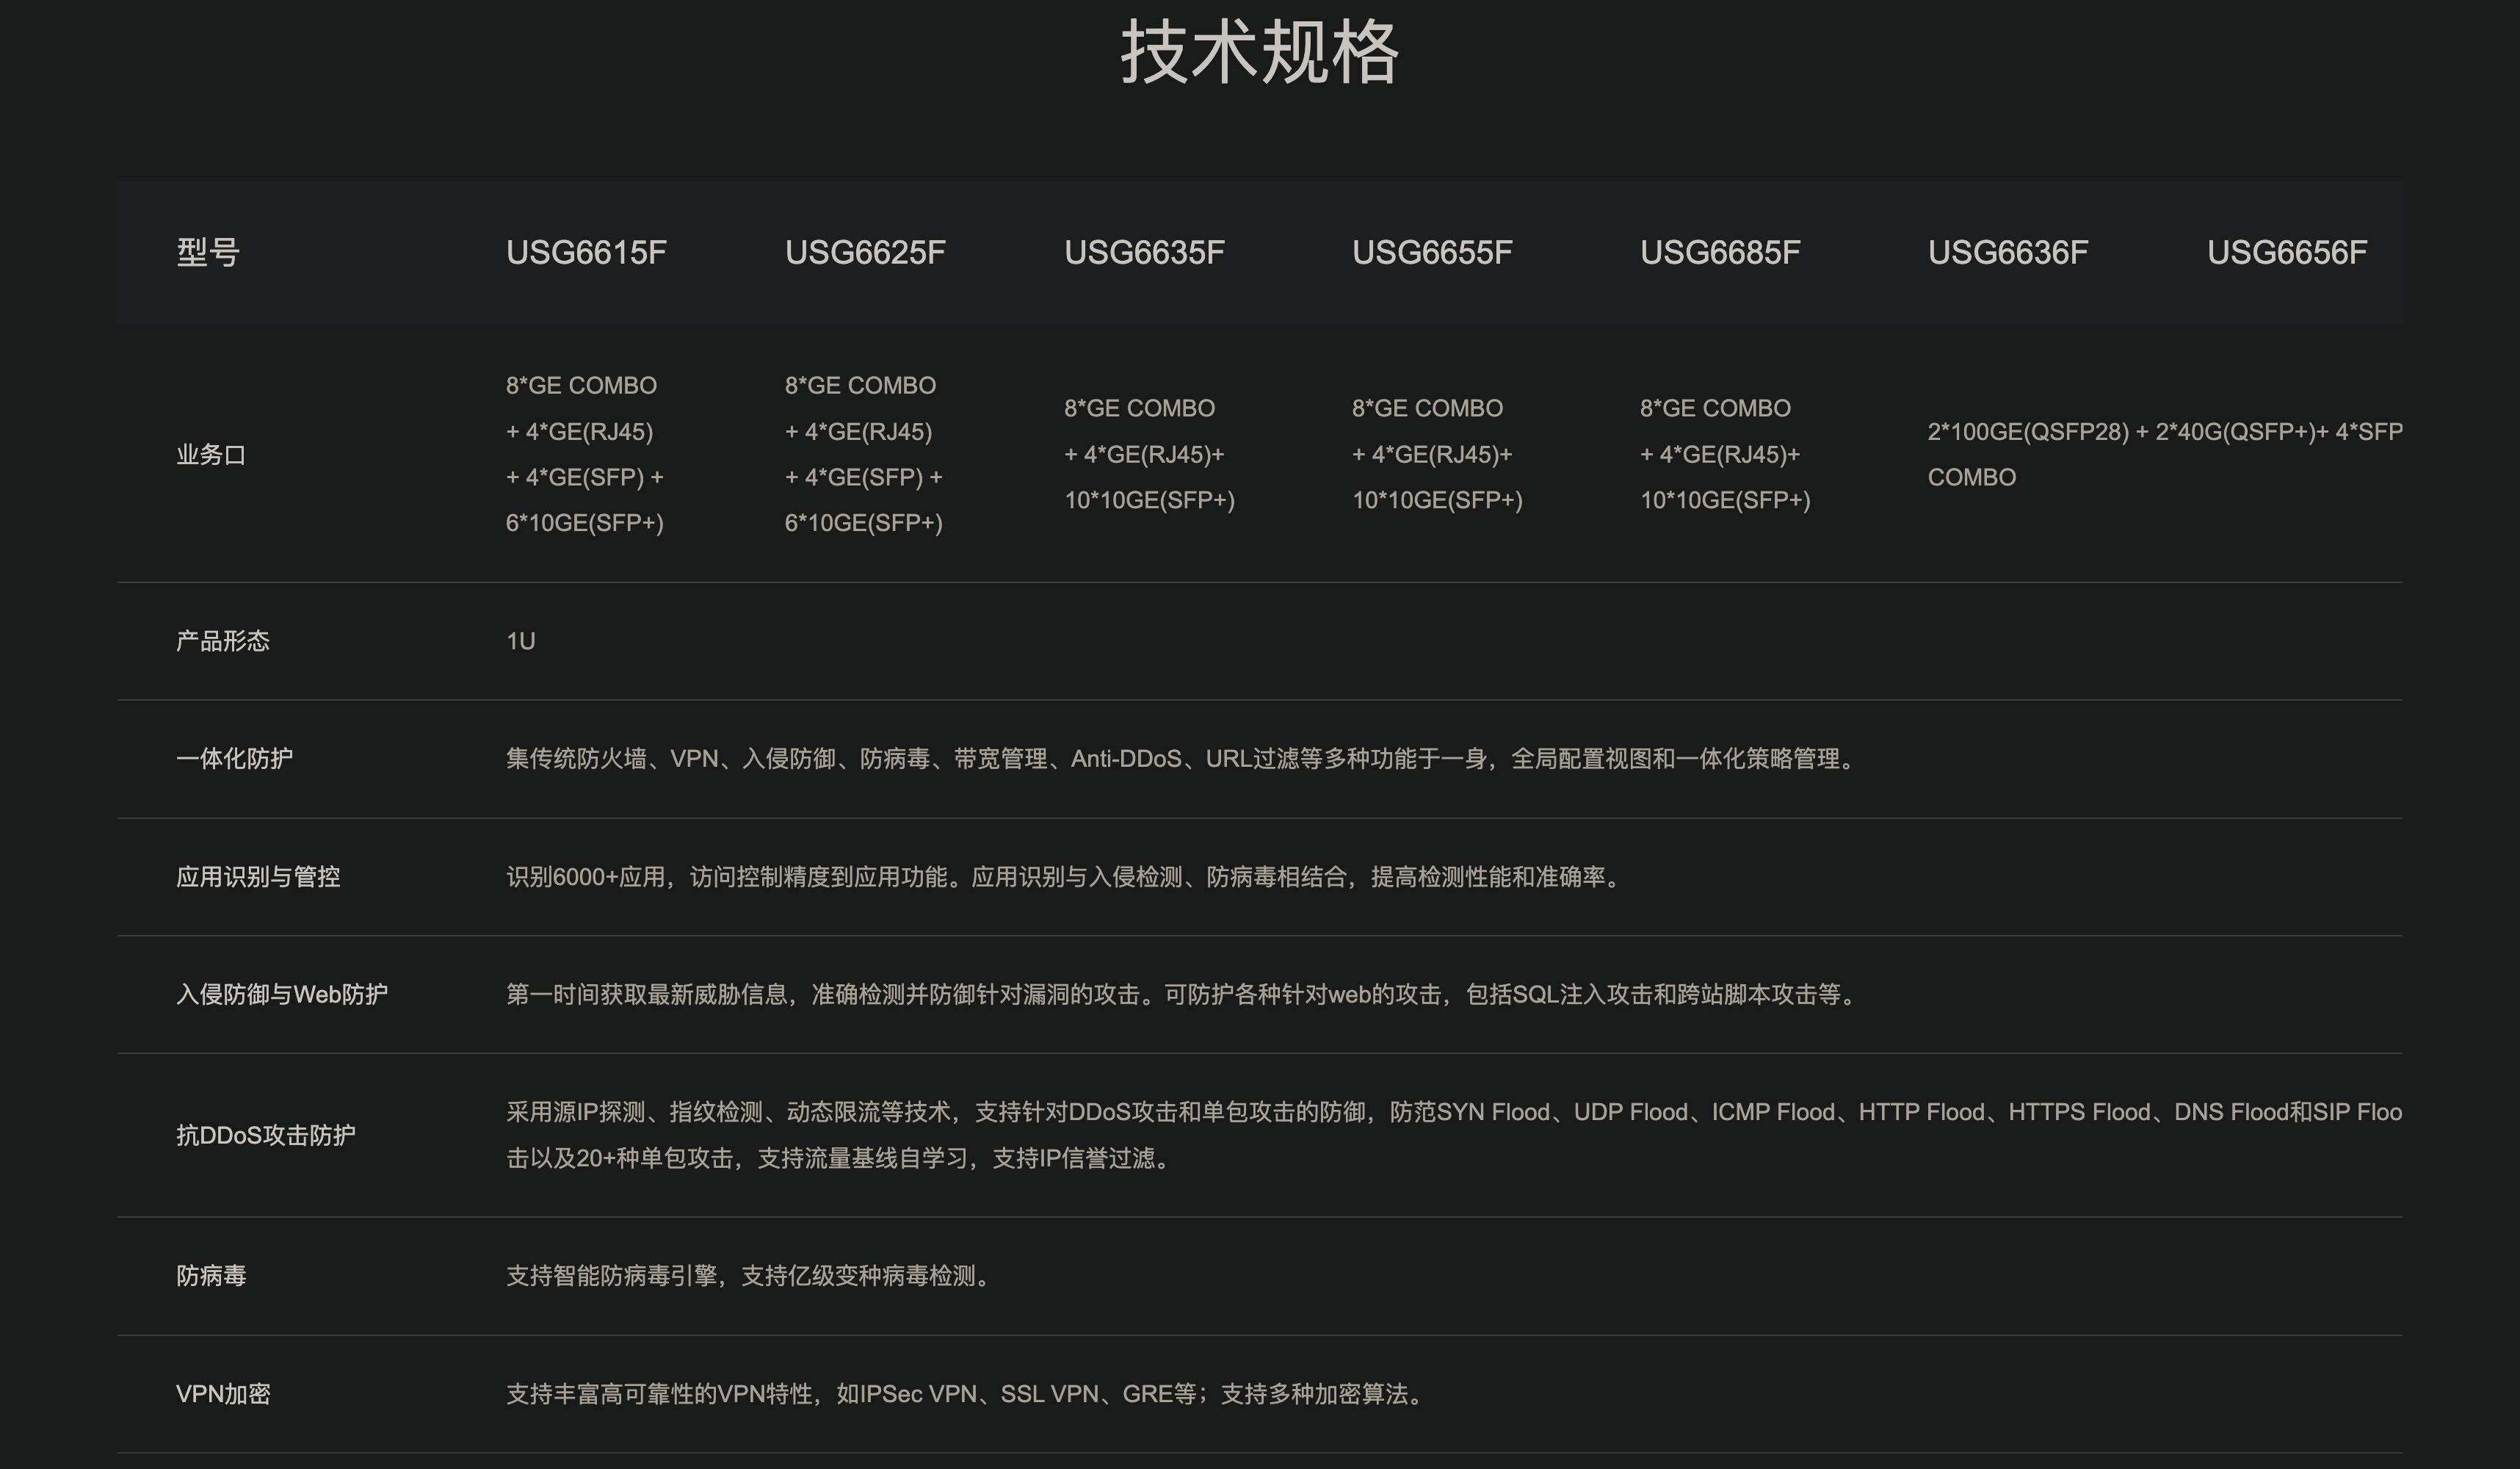 技术规格
型号 USG6615F USG6625F USG6635F USG6655F USG6685F USG6636F USG6656F
业务口
8*GE COMBO
+ 4*GE(RJ45)
+ 4*GE(SFP) +
6*10GE(SFP+)
8*GE COMBO
+ 4*GE(RJ45)
+ 4*GE(SFP) +
6*10GE(SFP+)
8*GE COMBO
+ 4*GE(RJ45)+
10*10GE(SFP+)
8*GE COMBO
+ 4*GE(RJ45)+
10*10GE(SFP+)
8*GE COMBO
+ 4*GE(RJ45)+
10*10GE(SFP+)
2*100GE(QSFP28) + 2*40G(QSFP+)+ 4*SFP
COMBO
产品形态 1U
一体化防护 集传统防火墙、VPN、入侵防御、防病毒、带宽管理、Anti-DDoS、URL过滤等多种功能于一身，全局配置视图和一体化策略管理。
应用识别与管控 识别6000+应用，访问控制精度到应用功能。应用识别与入侵检测、防病毒相结合，提高检测性能和准确率。
入侵防御与Web防护 第一时间获取最新威胁信息，准确检测并防御针对漏洞的攻击。可防护各种针对web的攻击，包括SQL注入攻击和跨站脚本攻击等。
抗DDoS攻击防护
采用源IP探测、指纹检测、动态限流等技术，支持针对DDoS攻击和单包攻击的防御，防范SYN Flood、UDP Flood、ICMP Flood、HTTP Flood、HTTPS Flood、DNS Flood和SIP Floo
击以及20+种单包攻击，支持流量基线自学习，支持IP信誉过滤。
防病毒 支持智能防病毒引擎，支持亿级变种病毒检测。
VPN加密 支持丰富高可靠性的VPN特性，如IPSec VPN、SSL VPN、GRE等；支持多种加密算法。